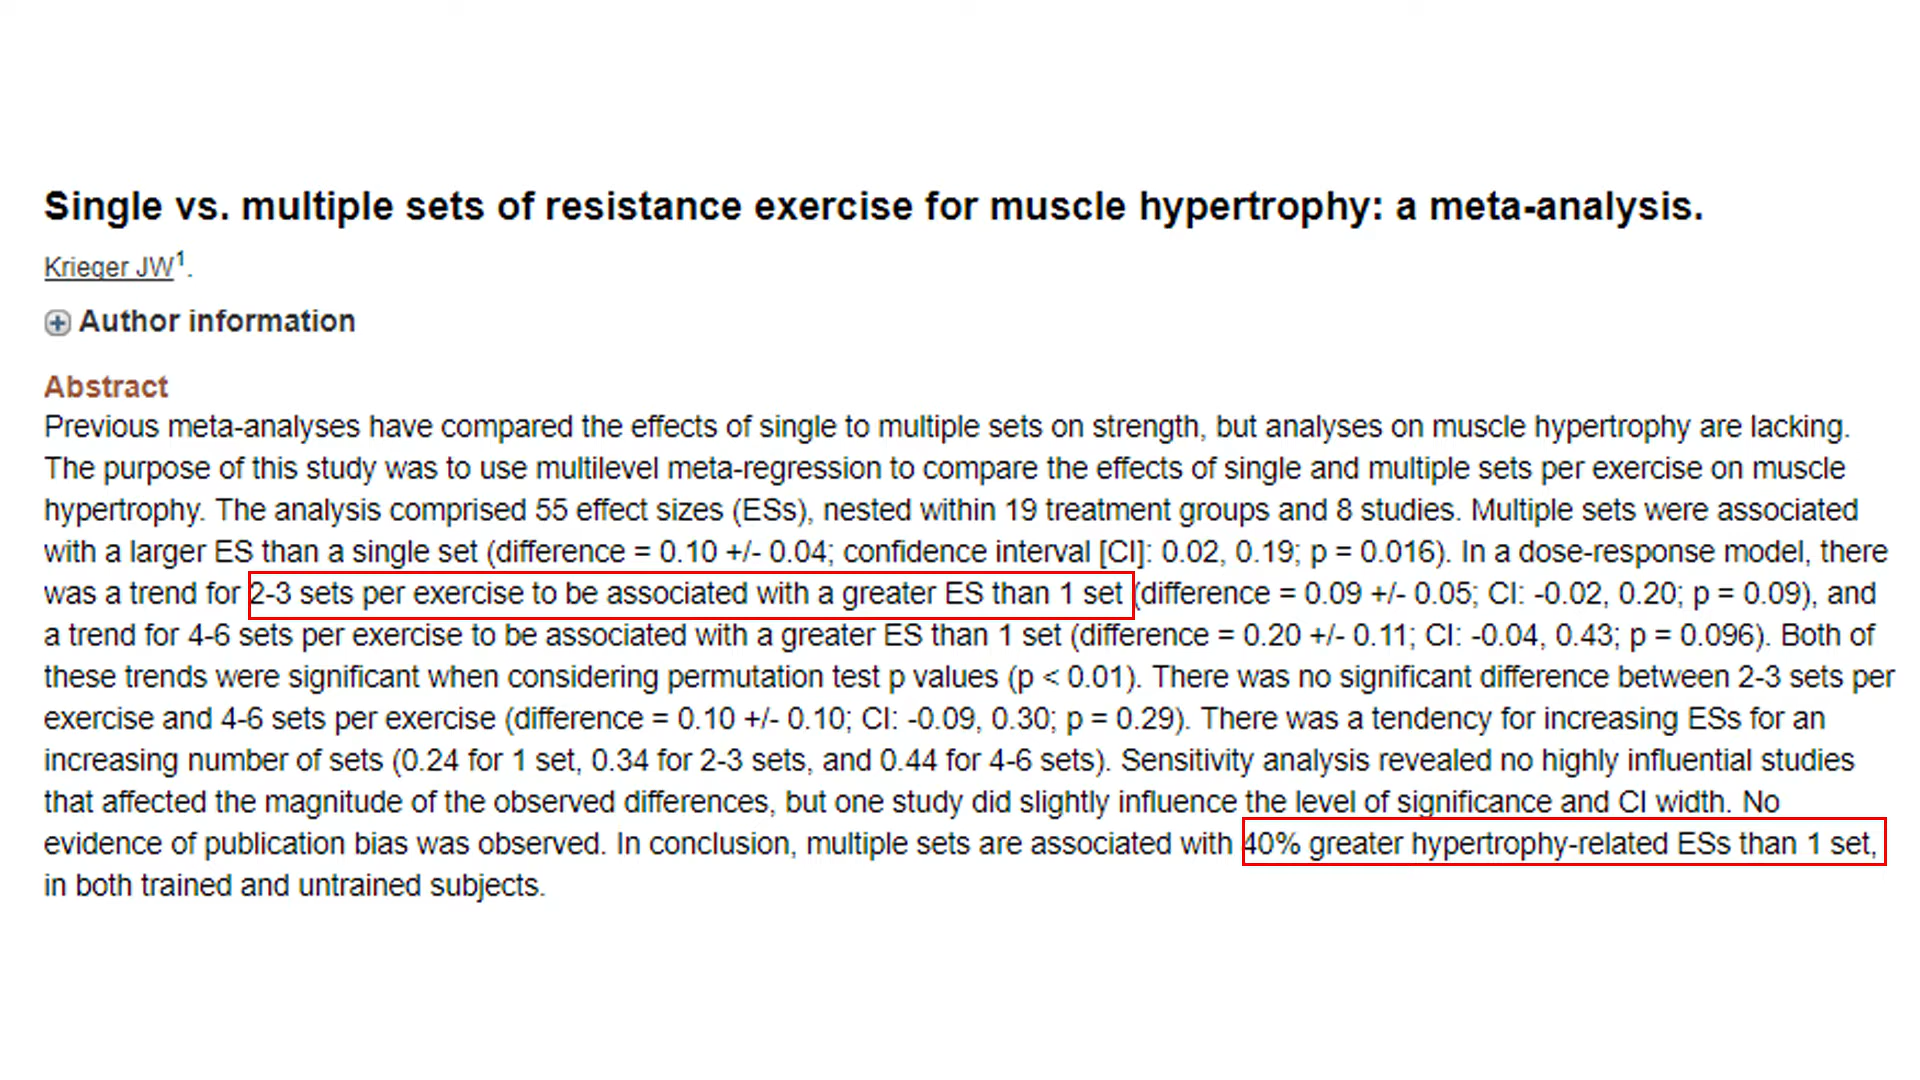 Single vs. multiple sets of resistance exercise for muscle hypertrophy: a meta-analysis.
Krieger JW1.
Author information
Abstract
Previous meta-analyses have compared the effects of single to multiple sets on strength, but analyses on muscle hypertrophy are lacking.
The purpose of this study was to use multilevel meta-regression to compare the effects of single and multiple sets per exercise on muscle
hypertrophy. The analysis comprised 55 effect sizes (ESs), nested within 19 treatment groups and 8 studies. Multiple sets were associated
with a larger ES than a single set (difference = 0.10 +/- 0.04; confidence interval [CI]: 0.02, 0.19; p = 0.016). In a dose-response model, there
was a trend for 2-3 sets per exercise to be associated with a greater ES than 1 set (difference = 0.09 +/- 0.05; CI: -0.02, 0.20; p = 0.09), and
a trend for 4-6 sets per exercise to be associated with a greater ES than 1 set (difference = 0.20 +/- 0.11; CI: -0.04, 0.43; p = 0.096). Both of
these trends were significant when considering permutation test p values (p < 0.01). There was no significant difference between 2-3 sets per
exercise and 4-6 sets per exercise (difference = 0.10 +/- 0.10; CI: -0.09, 0.30; p = 0.29). There was a tendency for increasing ESs for an
increasing number of sets (0.24 for 1 set, 0.34 for 2-3 sets, and 0.44 for 4-6 sets). Sensitivity analysis revealed no highly influential studies
that affected the magnitude of the observed differences, but one study did slightly influence the level of significance and CI width. No
evidence of publication bias was observed. In conclusion, multiple sets are associated with 40% greater hypertrophy-related ESs than 1 set,
in both trained and untrained subjects.